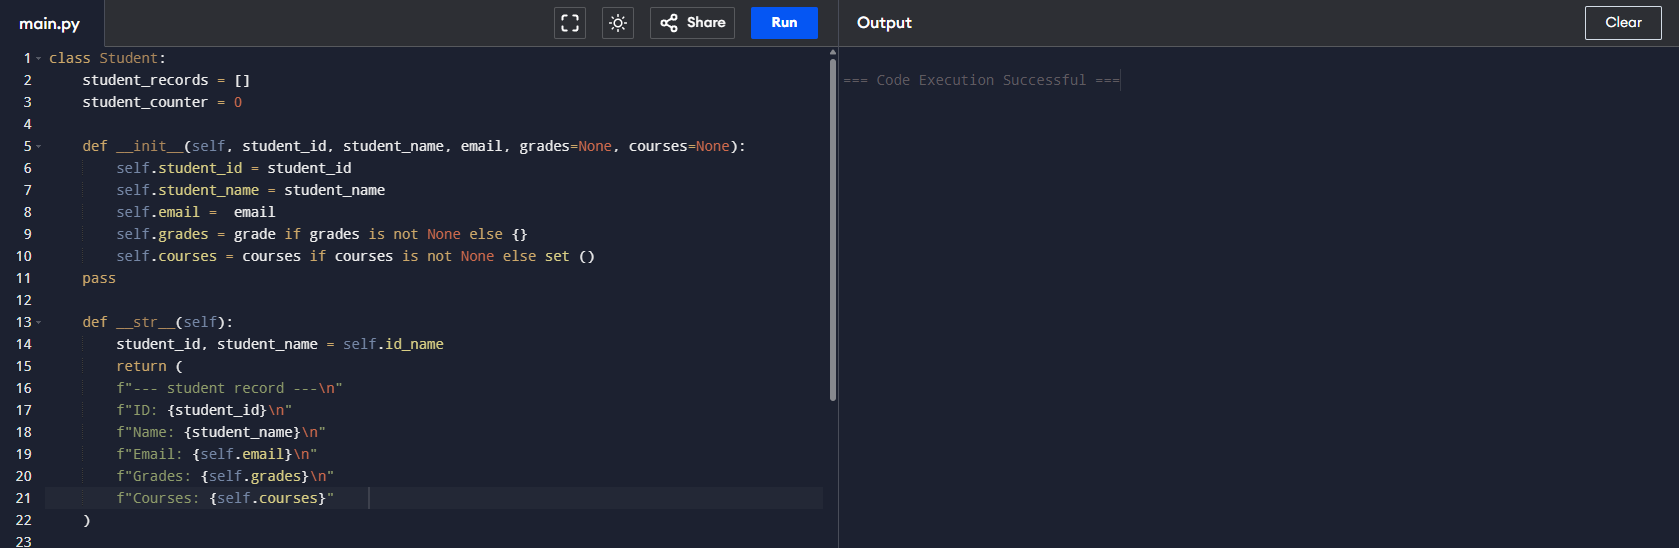 main.py Share Run Output Clear
1 class Student:
2     student_records = []
3     student_counter = 0
4
5     def __init__(self, student_id, student_name, email, grades=None, courses=None):
6         self.student_id = student_id
7         self.student_name = student_name
8         self.email =  email
9         self.grades = grade if grades is not None else {}
10         self.courses = courses if courses is not None else set ()
11     pass
12
13     def __str__(self):
14         student_id, student_name = self.id_name
15         return (
16         f"--- student record ---\n"
17         f"ID: {student_id}\n"
18         f"Name: {student_name}\n"
19         f"Email: {self.email}\n"
20         f"Grades: {self.grades}\n"
21         f"Courses: {self.courses}"
22     )
23
=== Code Execution Successful ===